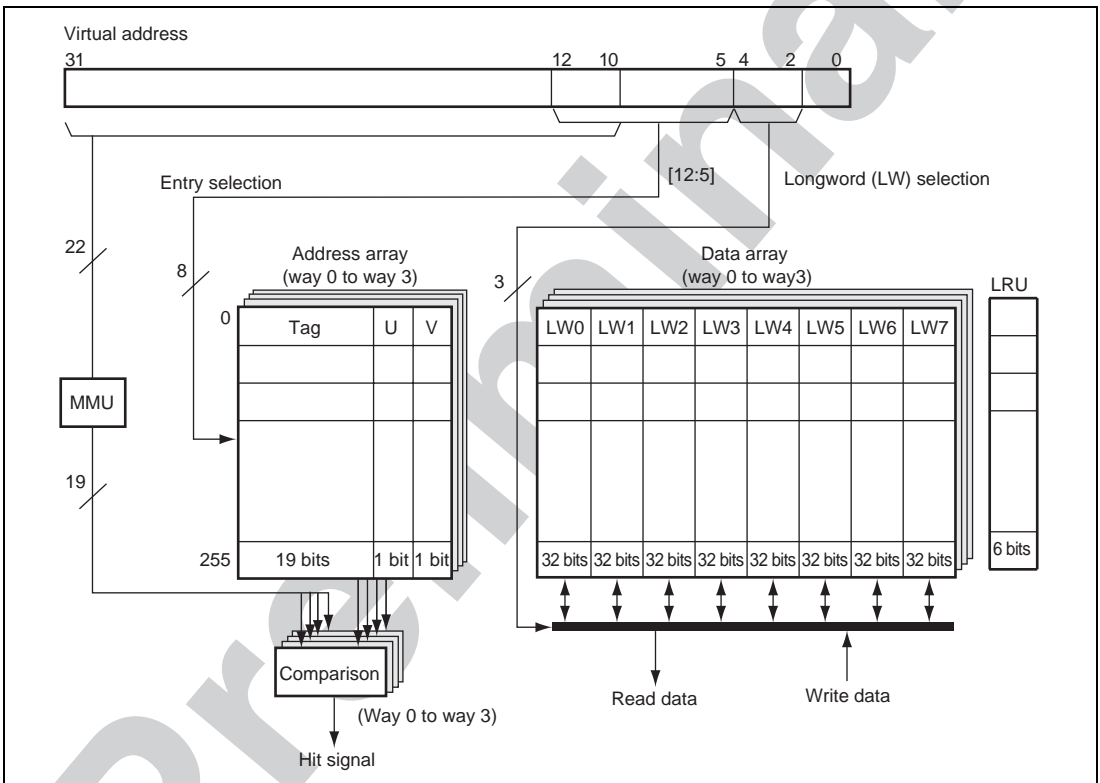 Virtual address
31 12 10 5 4 2 0
[12:5]
Entry selection
Longword (LW) selection
22
8
Address array
(way 0 to way 3)
3
Data array
(way 0 to way3)
LRU
0
Tag U V
LW0 LW1 LW2 LW3 LW4 LW5 LW6 LW7
MMU
19
255
19 bits 1 bit 1 bit
32 bits 32 bits 32 bits 32 bits 32 bits 32 bits 32 bits 32 bits
6 bits
Comparison
Read data
Write data
(Way 0 to way 3)
Hit signal
Preliminar